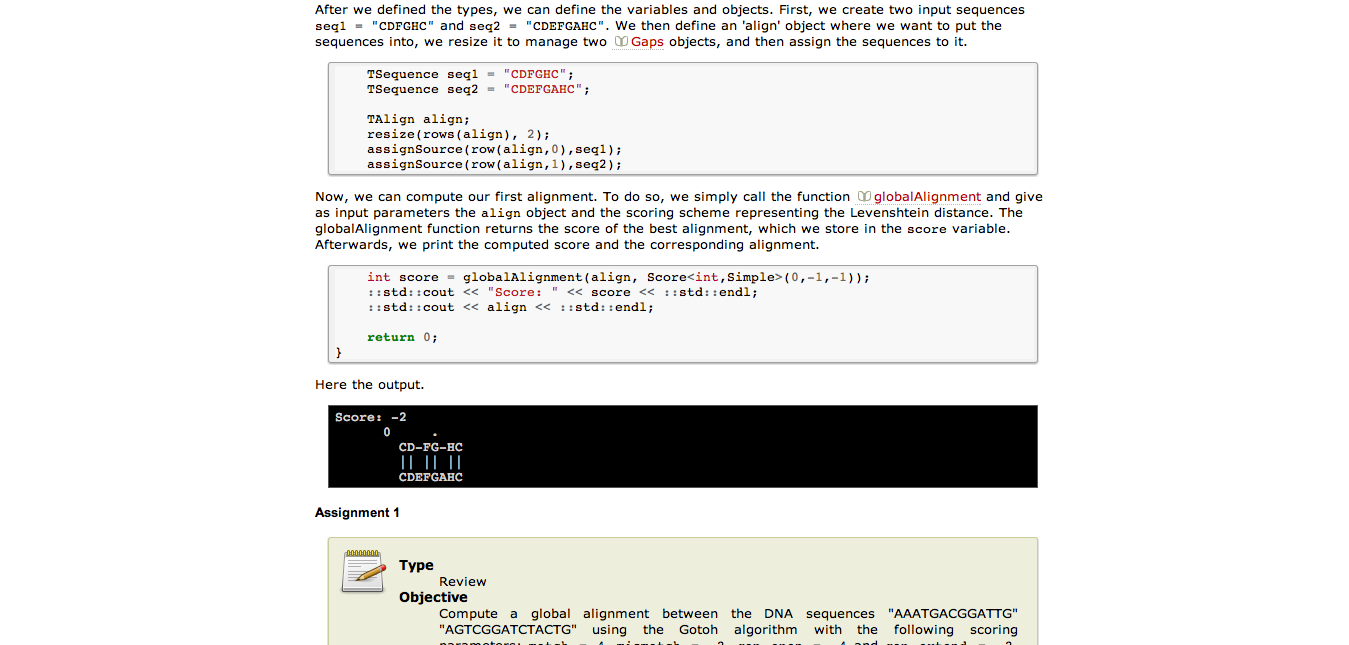 After we defined the types, we can define the variables and objects. First, we create two input sequences
seq1 = "CDFGHC" and seq2 = "CDEFGAHC". We then define an 'align' object where we want to put the
sequences into, we resize it to manage two Gaps objects, and then assign the sequences to it.
TSequence seq1 = "CDFGHC";
TSequence seq2 = "CDEFGAHC";
TAlign align;
resize(rows(align), 2);
assignSource(row(align,0),seq1);
assignSource(row(align,1),seq2);
Now, we can compute our first alignment. To do so, we simply call the function globalAlignment and give
as input parameters the align object and the scoring scheme representing the Levenshtein distance. The
globalAlignment function returns the score of the best alignment, which we store in the score variable.
Afterwards, we print the computed score and the corresponding alignment.
int score = globalAlignment(align, Score<int,Simple>(0,-1,-1));
::std::cout << "Score: " << score << ::std::endl;
::std::cout << align << ::std::endl;
return 0;
}
Here the output.
Score: -2
0 .
CD-FG-HC
|| || ||
CDEFGAHC
Assignment 1
Type
Review
Objective
Compute a global alignment between the DNA sequences "AAATGACGGATTG"
"AGTCGGATCTACTG" using the Gotoh algorithm with the following scoring